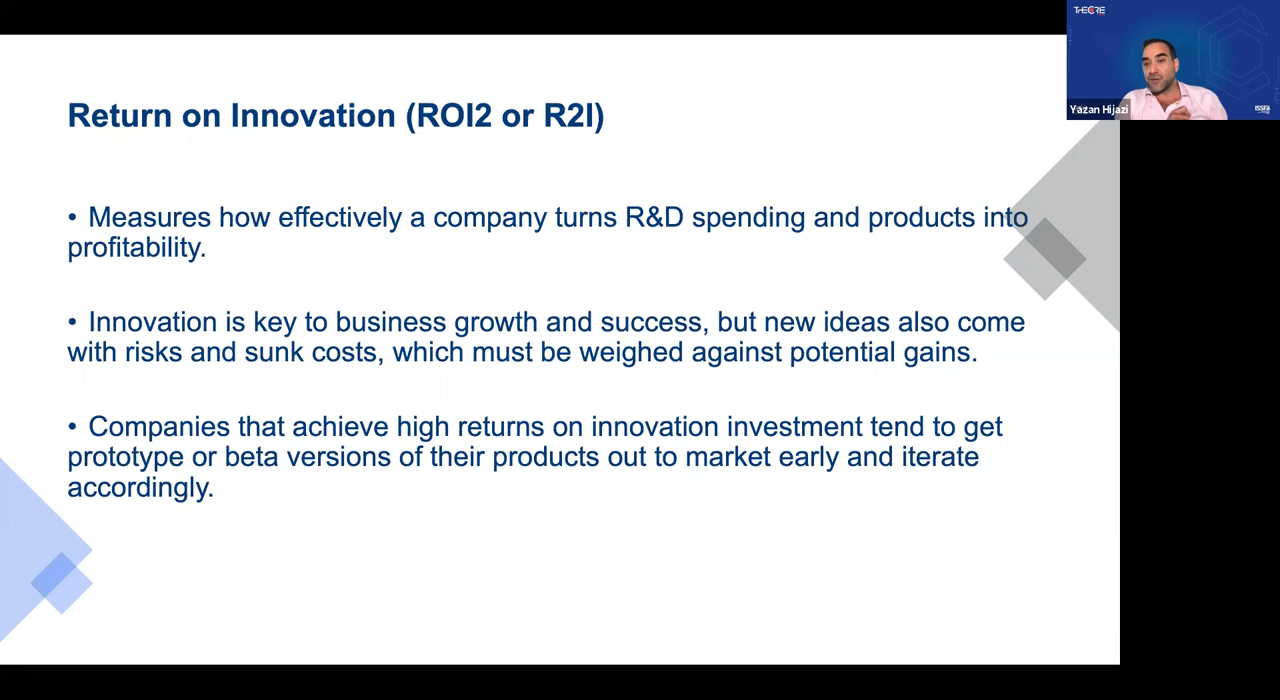 THECORE
Yazan Hijazi
ISSF
Return on Innovation (ROI2 or R2I)
• Measures how effectively a company turns R&D spending and products into
profitability.
• Innovation is key to business growth and success, but new ideas also come
with risks and sunk costs, which must be weighed against potential gains.
• Companies that achieve high returns on innovation investment tend to get
prototype or beta versions of their products out to market early and iterate
accordingly.